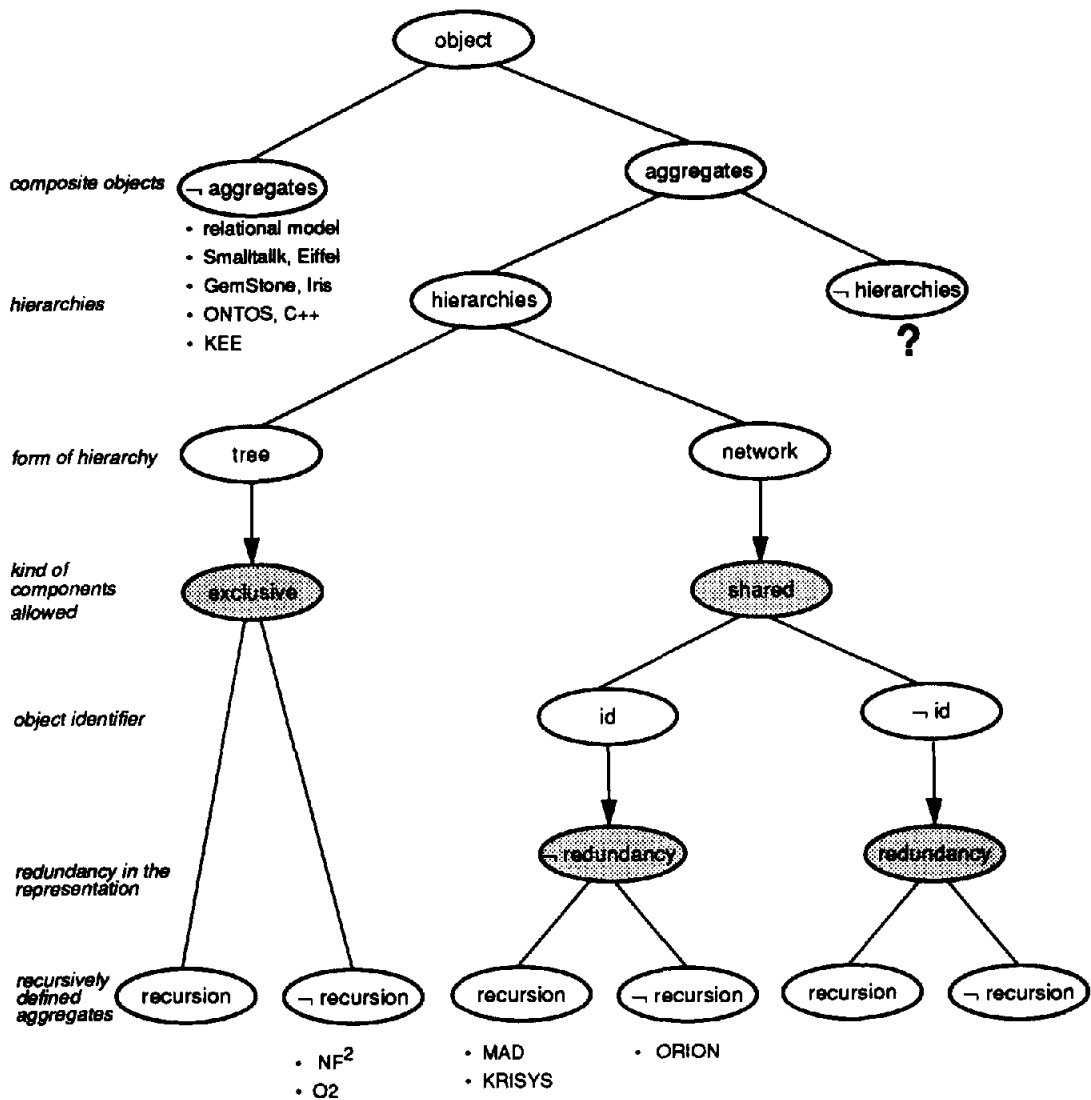 object
composite objects
¬ aggregates
aggregates
• relational model
• Smalltalk, Eiffel
• GemStone, Iris
• ONTOS, C++
• KEE
hierarchies
hierarchies
¬ hierarchies
?
form of hierarchy
tree
network
kind of
components
allowed
exclusive
shared
object identifier
id
¬ id
redundancy in the
representation
¬ redundancy
redundancy
recursively
defined
aggregates
recursion
¬ recursion
recursion
¬ recursion
recursion
¬ recursion
• NF²
• O2
• MAD
• KRISYS
• ORION